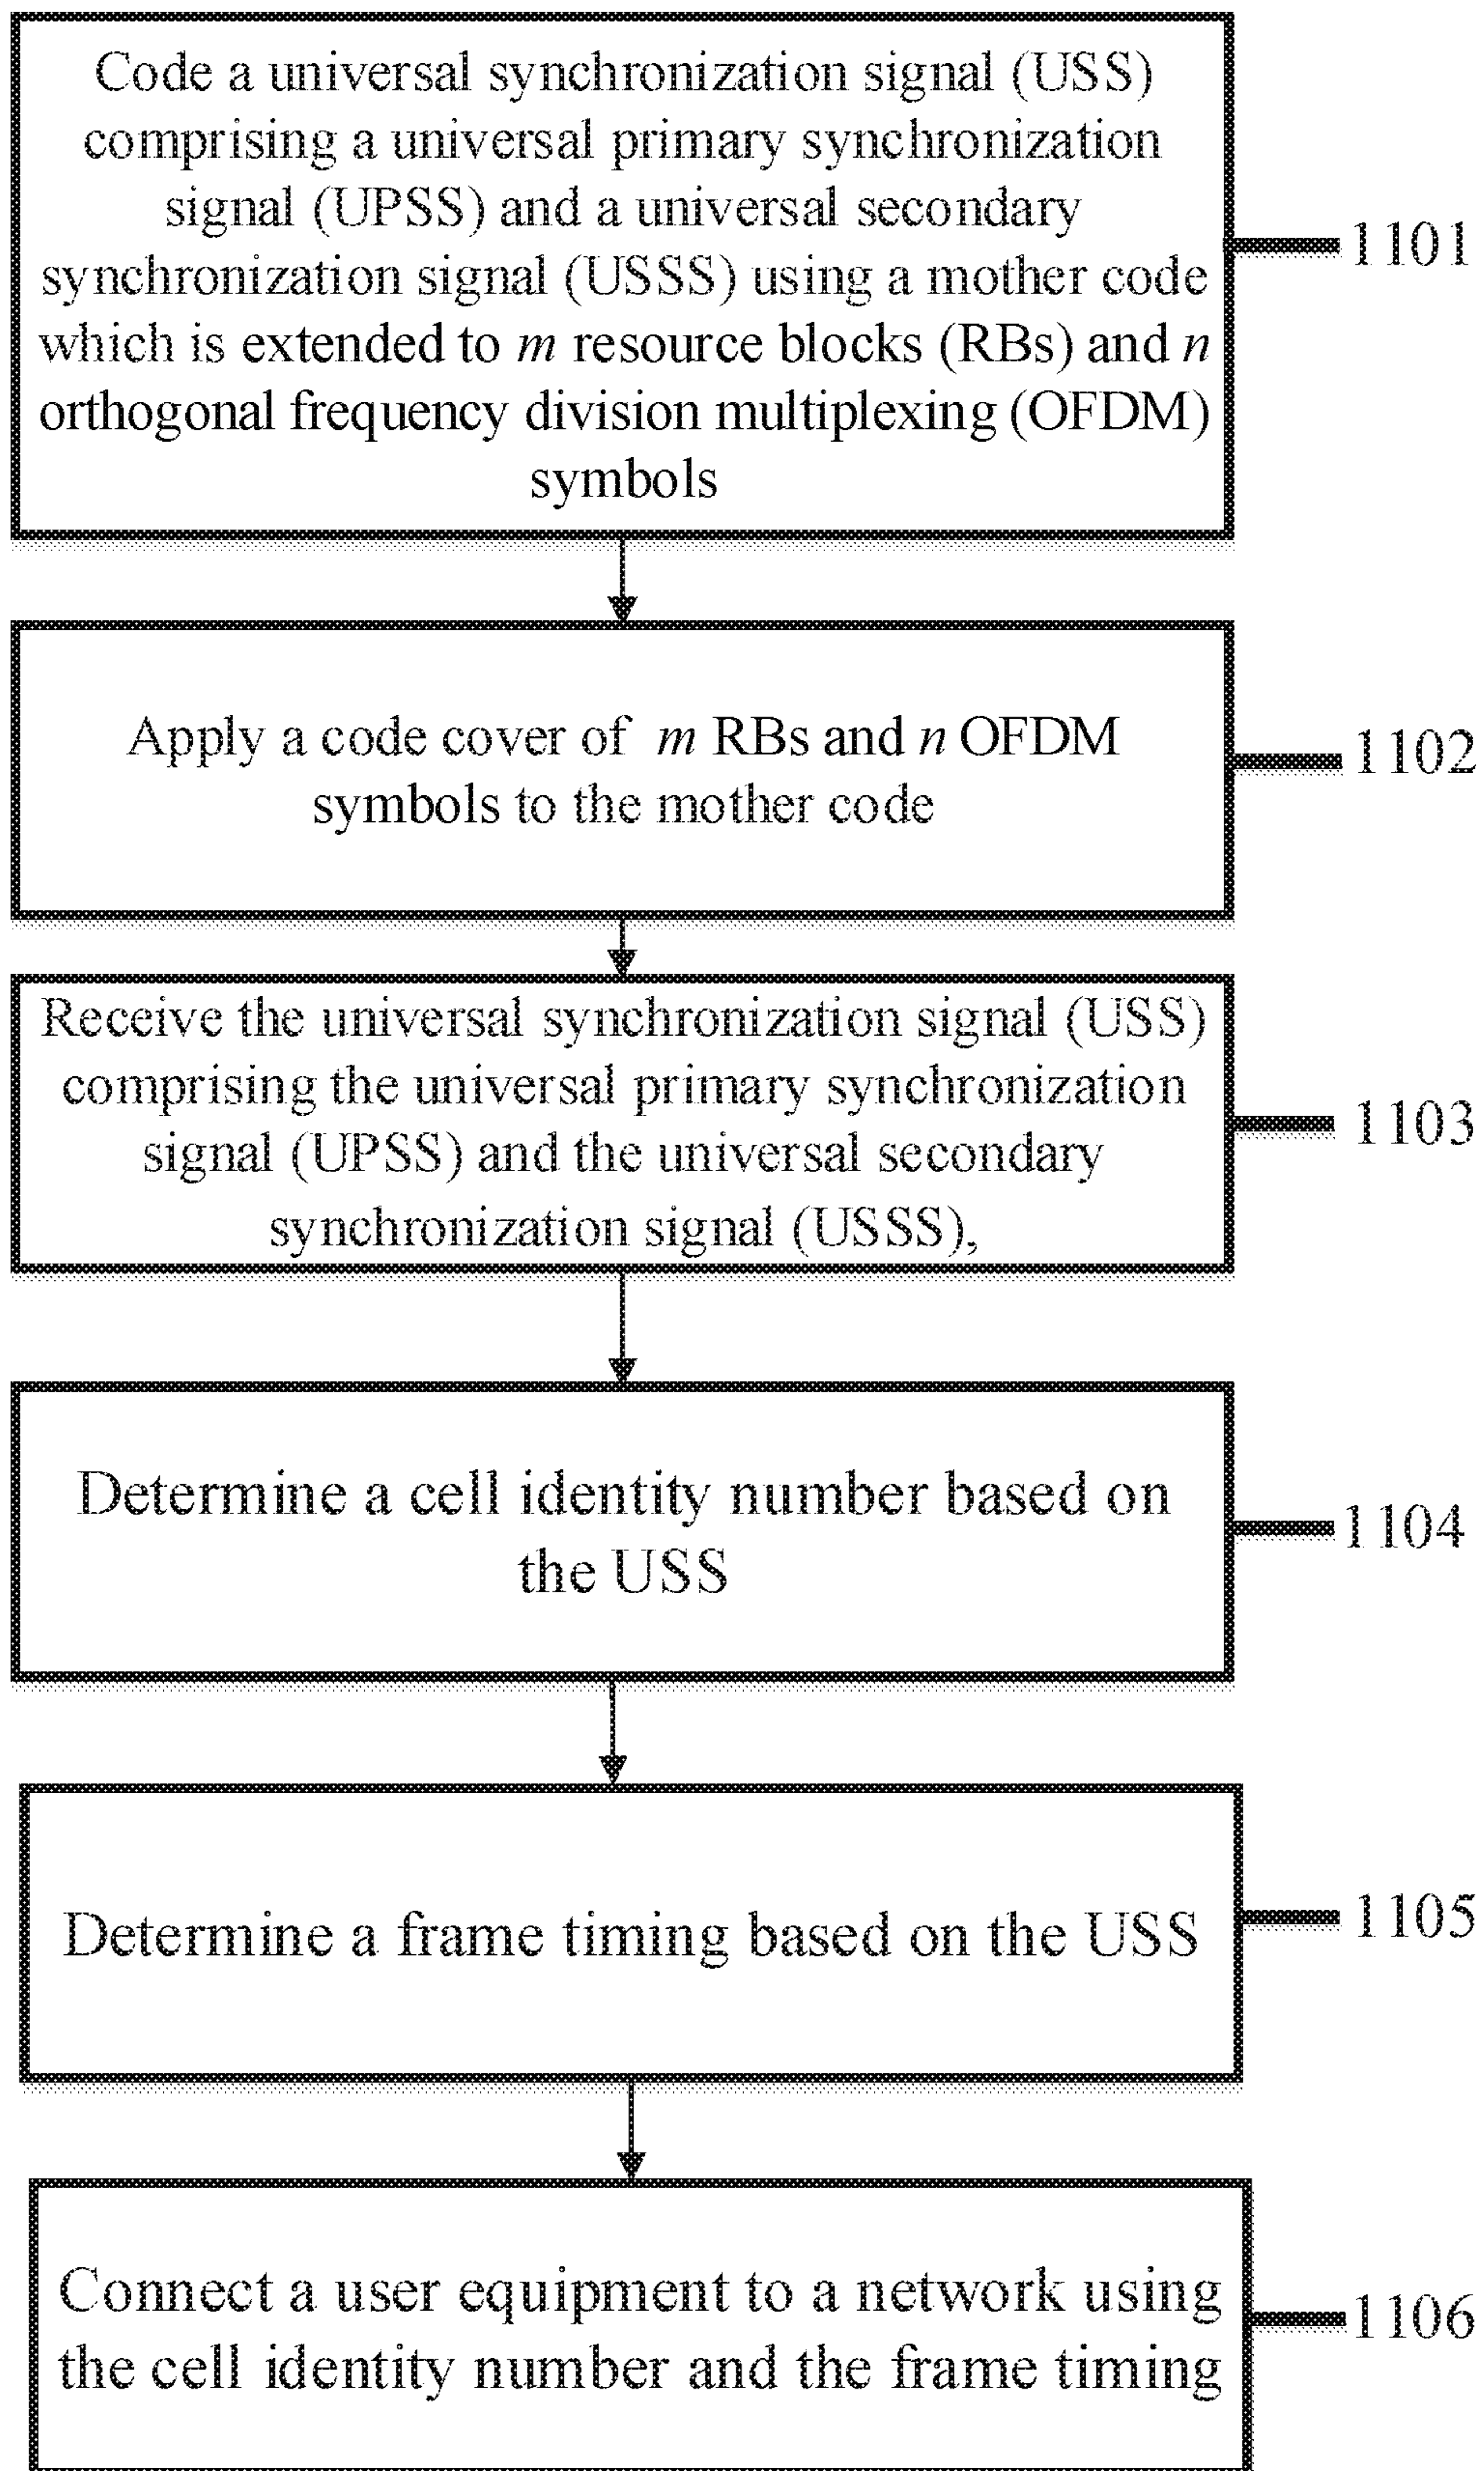 Code a universal synchronization signal (USS)
comprising a universal primary synchronization
signal (UPSS) and a universal secondary
synchronization signal (USSS) using a mother code
which is extended to m resource blocks (RBs) and n
orthogonal frequency division multiplexing (OFDM)
symbols
1101
Apply a code cover of m RBs and n OFDM
symbols to the mother code
1102
Receive the universal synchronization signal (USS)
comprising the universal primary synchronization
signal (UPSS) and the universal secondary
synchronization signal (USSS),
1103
Determine a cell identity number based on
the USS
1104
Determine a frame timing based on the USS
1105
Connect a user equipment to a network using
the cell identity number and the frame timing
1106